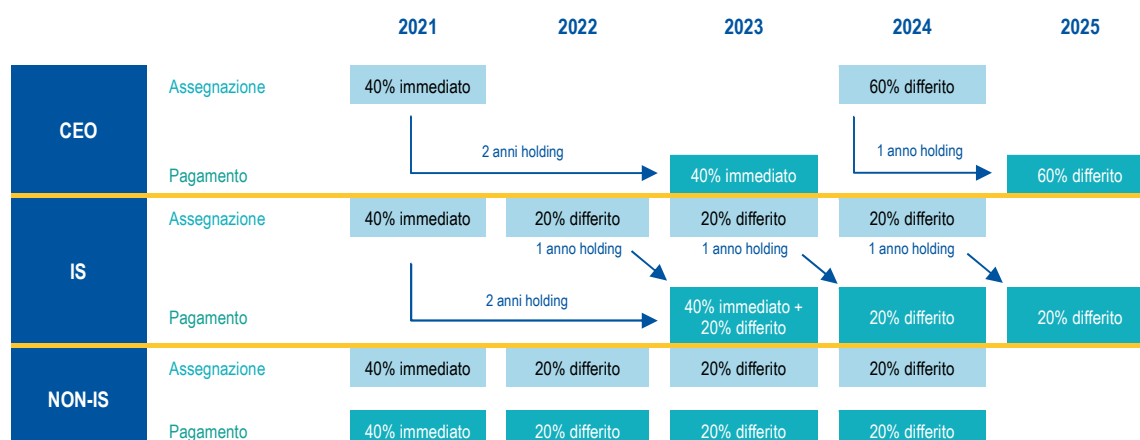 2021 2022 2023 2024 2025
CEO
Assegnazione 40% immediato 60% differito
2 anni holding 1 anno holding
Pagamento 40% immediato 60% differito
IS
Assegnazione 40% immediato 20% differito 20% differito 20% differito
1 anno holding 1 anno holding 1 anno holding
2 anni holding
Pagamento 40% immediato +
20% differito 20% differito 20% differito
NON-IS
Assegnazione 40% immediato 20% differito 20% differito 20% differito
Pagamento 40% immediato 20% differito 20% differito 20% differito